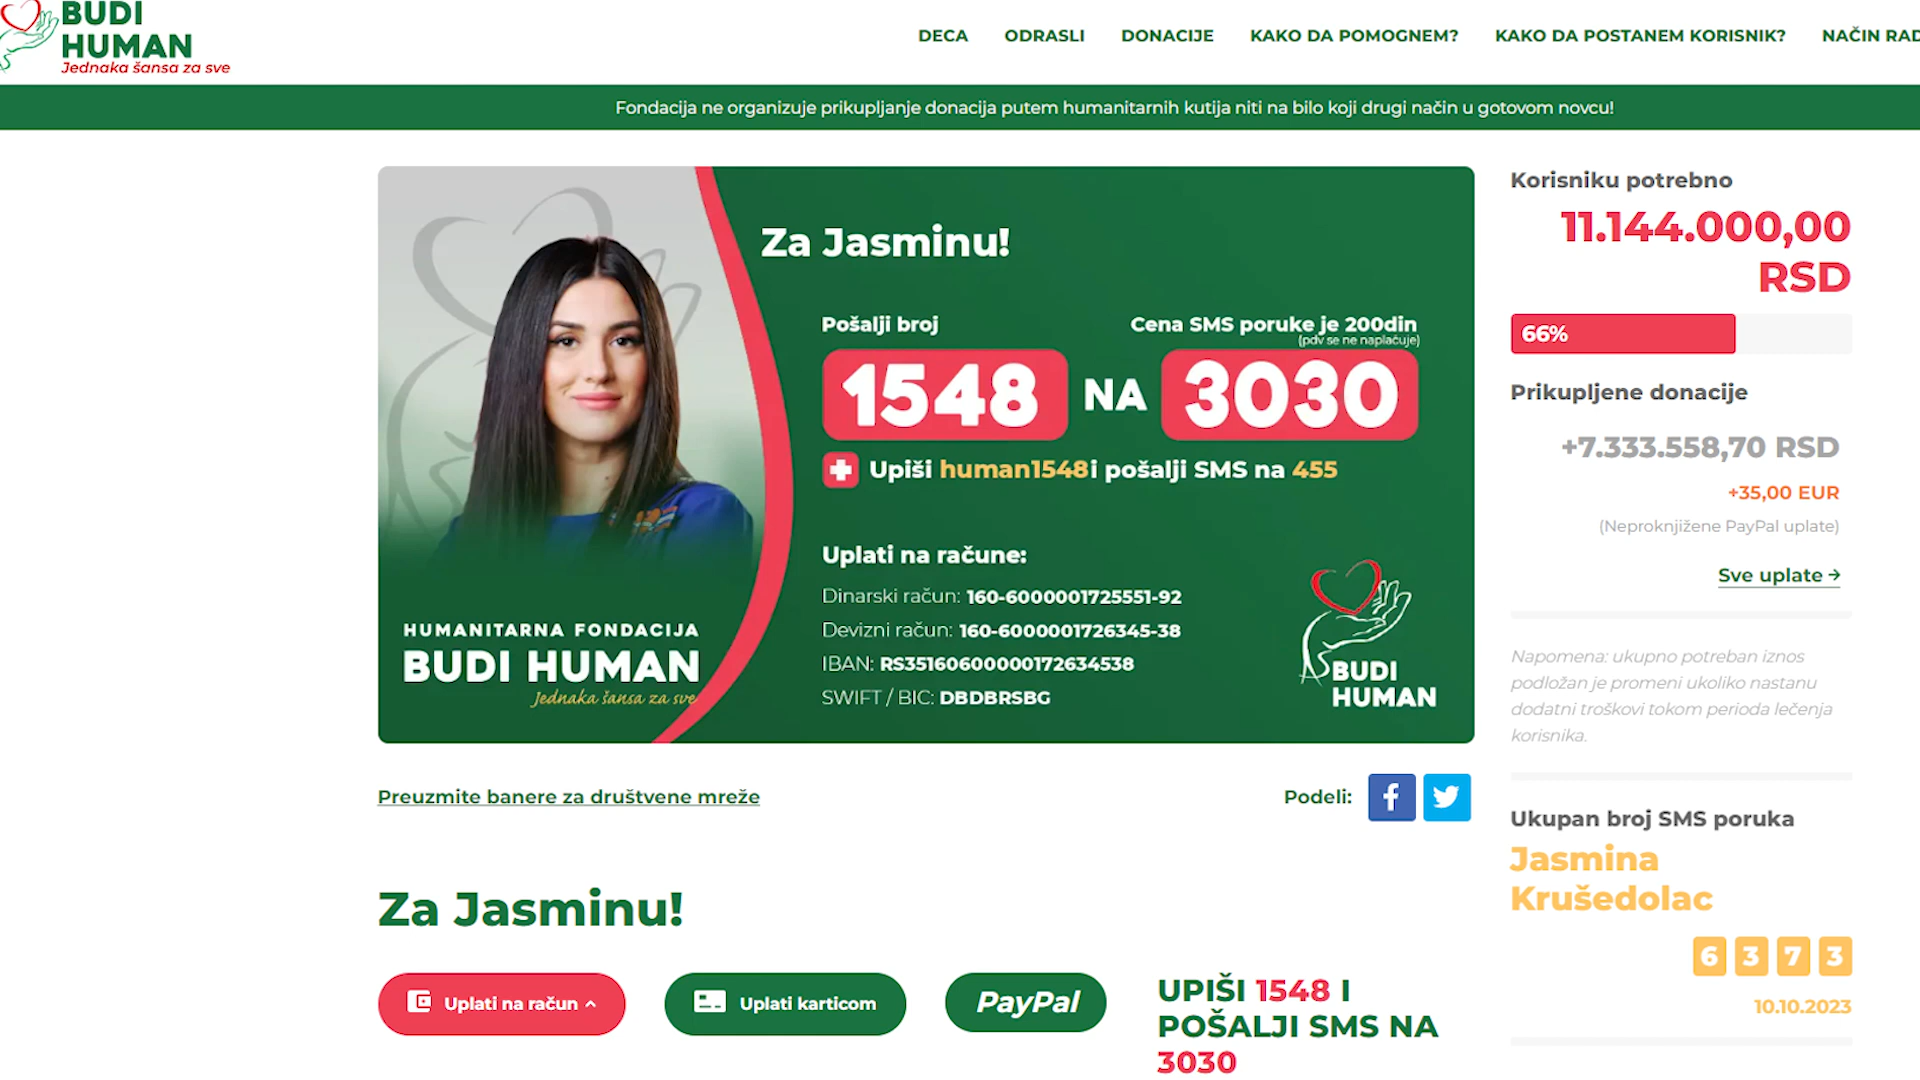 BUDI
HUMAN
Jednaka šansa za sve
DECA ODRASLI DONACIJE KAKO DA POMOGNEM? KAKO DA POSTANEM KORISNIK? NAČIN RAD
Fondacija ne organizuje prikupljanje donacija putem humanitarnih kutija niti na bilo koji drugi način u gotovom novcu!
Za Jasminu!
Pošalji broj
Cena SMS poruke je 200din
(pdv se ne naplaćuje)
1548 NA 3030
Upiši human1548 i pošalji SMS na 455
Uplati na račune:
Dinarski račun: 160-6000001725551-92
Devizni račun: 160-6000001726345-38
IBAN: RS35160600000172634538
SWIFT / BIC: DBDBRSBG
HUMANITARNA FONDACIJA
BUDI HUMAN
Jednaka šansa za sve
BUDI
HUMAN
Preuzmite banere za društvene mreže
Podeli:
Za Jasminu!
Uplati na račun
Uplati karticom
PayPal
UPIŠI 1548 I
POŠALJI SMS NA
3030
Korisniku potrebno
11.144.000,00
RSD
66%
Prikupljene donacije
+7.333.558,70 RSD
+35,00 EUR
(Neproknjižene PayPal uplate)
Sve uplate →
Napomena: ukupno potreban iznos
podložan je promeni ukoliko nastanu
dodatni troškovi tokom perioda lečenja
korisnika.
Ukupan broj SMS poruka
Jasmina
Krušedolac
6 3 7 3
10.10.2023